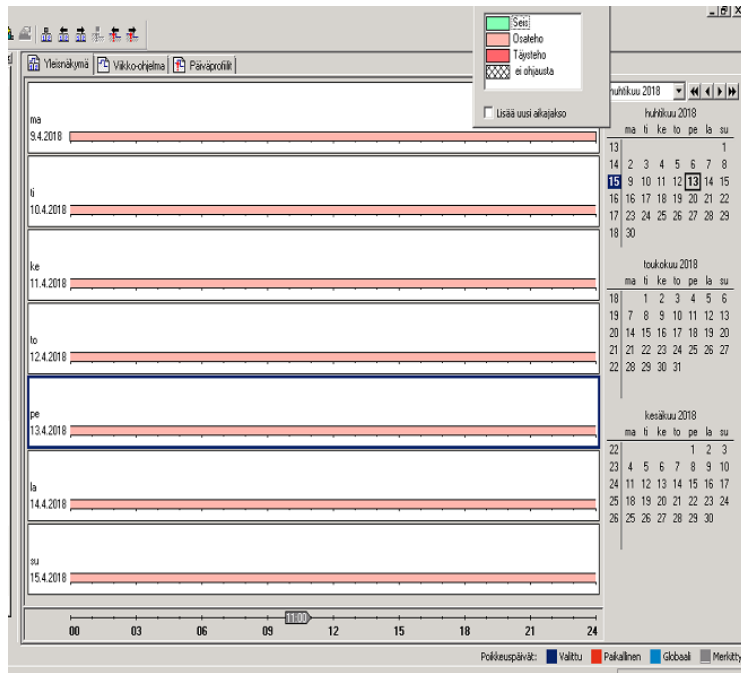 Seis
Osateho
Täysteho
ei ohjausta
Lisää uusi aikajakso
Yleisnäkymä Viikko-ohjelma Päiväprofiilit
ma
9.4.2018
ti
10.4.2018
ke
11.4.2018
to
12.4.2018
pe
13.4.2018
la
14.4.2018
su
15.4.2018
11:00
00 03 06 09 12 15 18 21 24
huhtikuu 2018
huhtikuu 2018
ma ti ke to pe la su
13 1
14 2 3 4 5 6 7 8
15 9 10 11 12 13 14 15
16 16 17 18 19 20 21 22
17 23 24 25 26 27 28 29
18 30
toukokuu 2018
ma ti ke to pe la su
18 1 2 3 4 5 6
19 7 8 9 10 11 12 13
20 14 15 16 17 18 19 20
21 21 22 23 24 25 26 27
22 28 29 30 31
kesäkuu 2018
ma ti ke to pe la su
22 1 2 3
23 4 5 6 7 8 9 10
24 11 12 13 14 15 16 17
25 18 19 20 21 22 23 24
26 25 26 27 28 29 30
Poikkeuspäivät: Valittu Paikallinen Globaali Merkitty